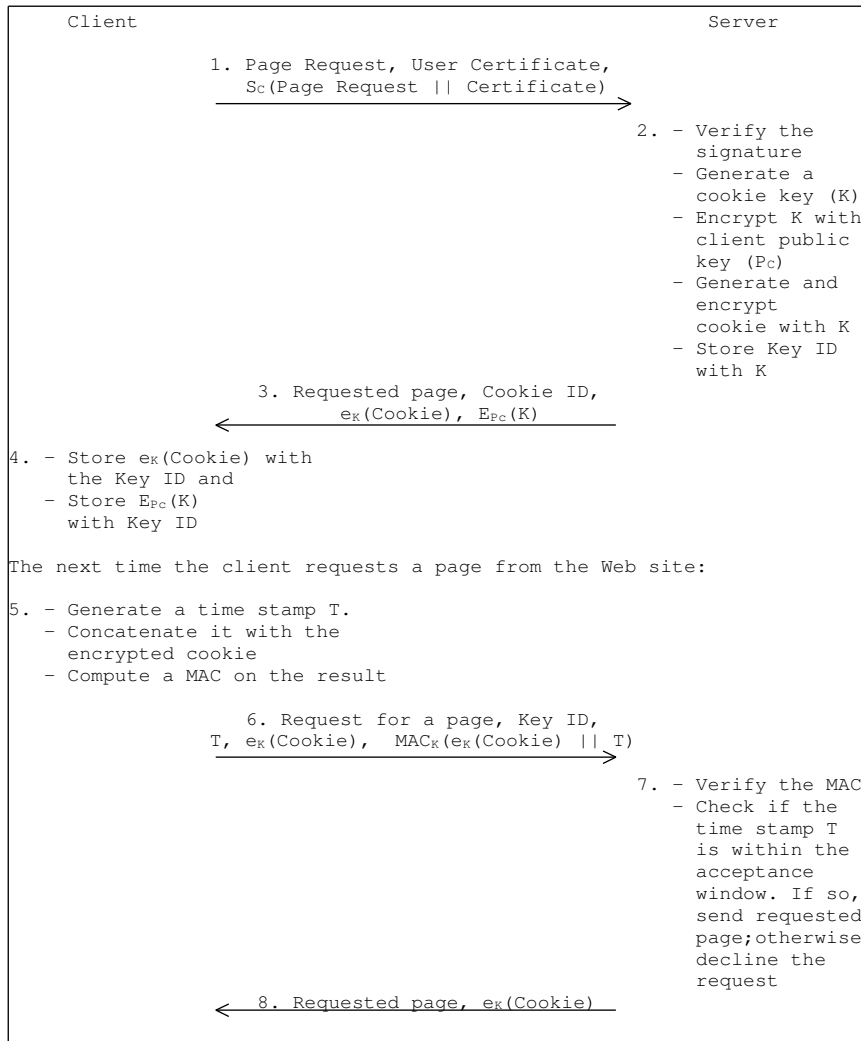 Client Server
1. Page Request, User Certificate,
SC(Page Request || Certificate)
2. - Verify the
signature
- Generate a
cookie key (K)
- Encrypt K with
client public
key (PC)
- Generate and
encrypt
cookie with K
- Store Key ID
with K
3. Requested page, Cookie ID,
eK(Cookie), EPC(K)
4. - Store eK(Cookie) with
the Key ID and
- Store EPC(K)
with Key ID
The next time the client requests a page from the Web site:
5. - Generate a time stamp T.
- Concatenate it with the
encrypted cookie
- Compute a MAC on the result
6. Request for a page, Key ID,
T, eK(Cookie), MACK(eK(Cookie) || T)
7. - Verify the MAC
- Check if the
time stamp T
is within the
acceptance
window. If so,
send requested
page;otherwise
decline the
request
8. Requested page, eK(Cookie)